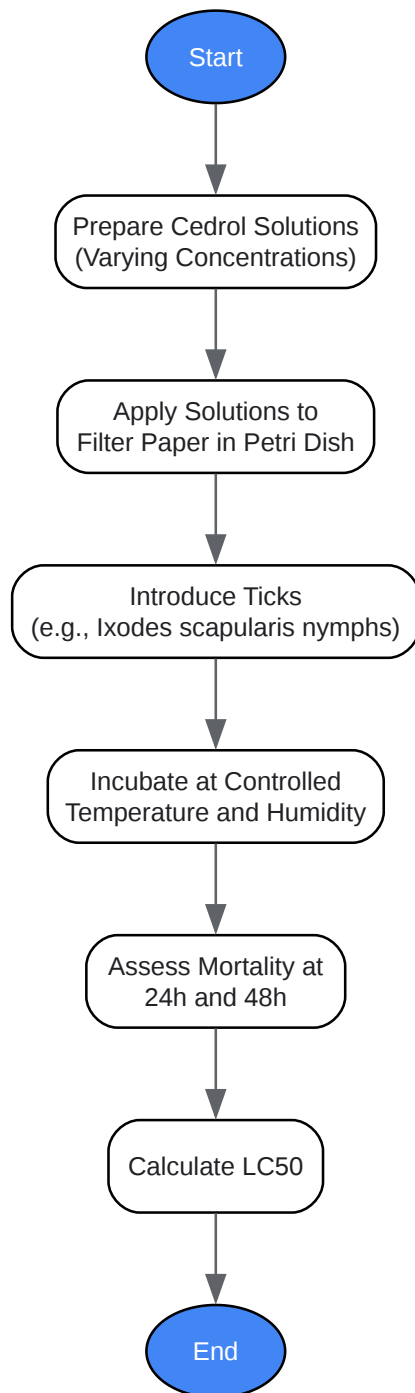 Start
Prepare Cedrol Solutions
(Varying Concentrations)
Apply Solutions to
Filter Paper in Petri Dish
Introduce Ticks
(e.g., Ixodes scapularis nymphs)
Incubate at Controlled
Temperature and Humidity
Assess Mortality at
24h and 48h
Calculate LC50
End